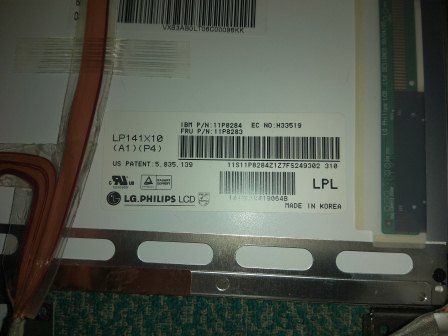 VXB3AB0LT06C00098KK
IBM P/N:11P8284 EC NO:H33519
FRU P/N:11P8283
LP141X10
(A1)(P4)
11S11P8284Z1Z7FS249302 310
US PATENT: 5,835,139
LPL
LG.PHILIPS LCD
MADE IN KOREA